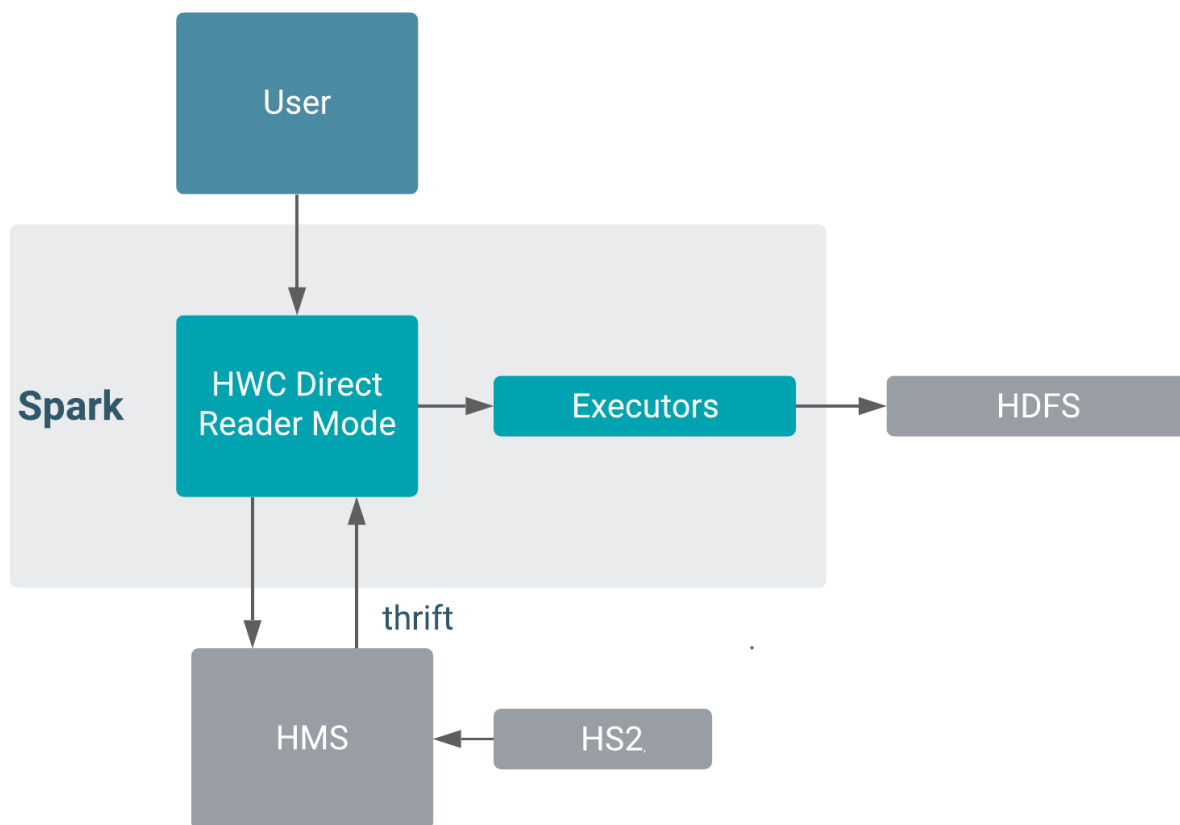 User
HWC Direct
Reader Mode
Spark
Executors
HDFS
thrift
HMS
HS2